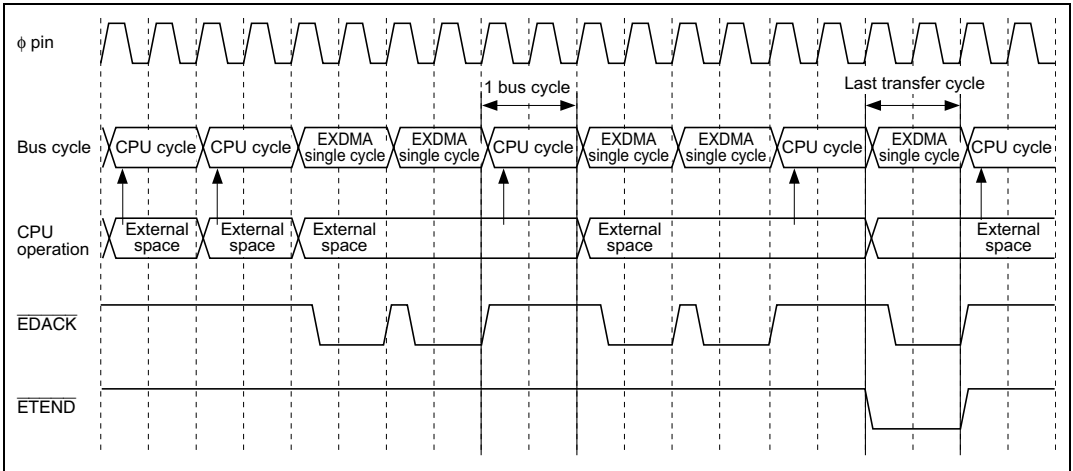 φ pin
1 bus cycle
Last transfer cycle
Bus cycle
CPU cycle
CPU cycle
EXDMA
single cycle
EXDMA
single cycle
CPU cycle
EXDMA
single cycle
EXDMA
single cycle
CPU cycle
EXDMA
single cycle
CPU cycle
CPU
operation
External
space
External
space
External
space
External
space
External
space
EDACK
ETEND